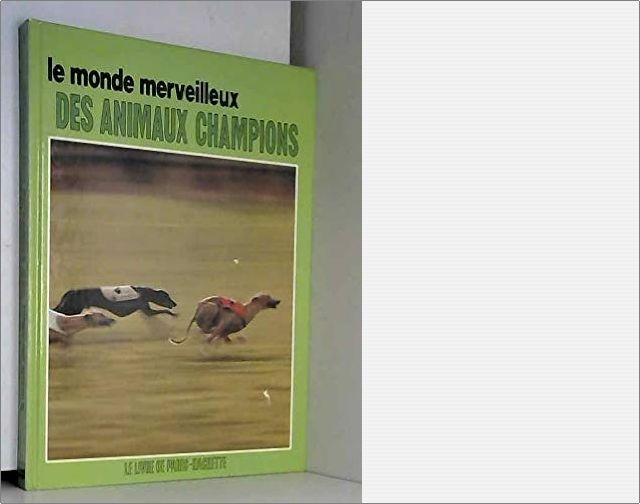 le monde merveilleux
DES ANIMAUX CHAMPIONS
LE LIVRE DE PARIS-HACHETTE